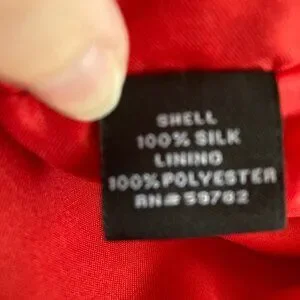 SHELL
100% SILK
LINING
100% POLYESTER
RN# 59702